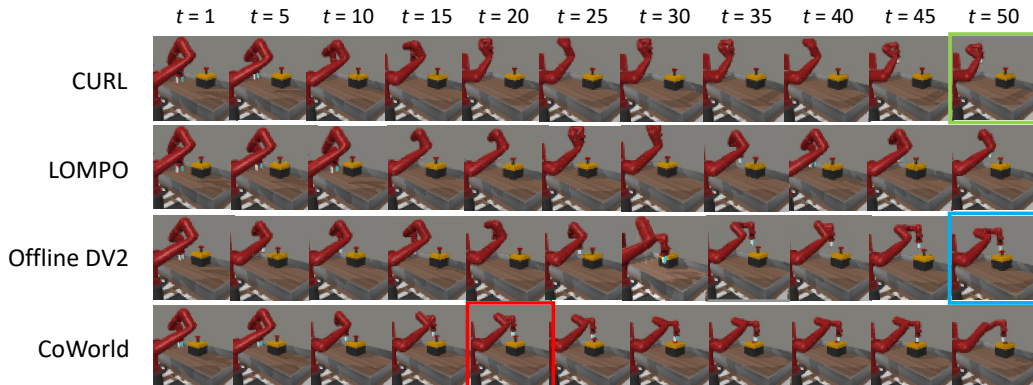 t = 1 t = 5 t = 10 t = 15 t = 20 t = 25 t = 30 t = 35 t = 40 t = 45 t = 50
CURL
LOMPO
Offline DV2
CoWorld